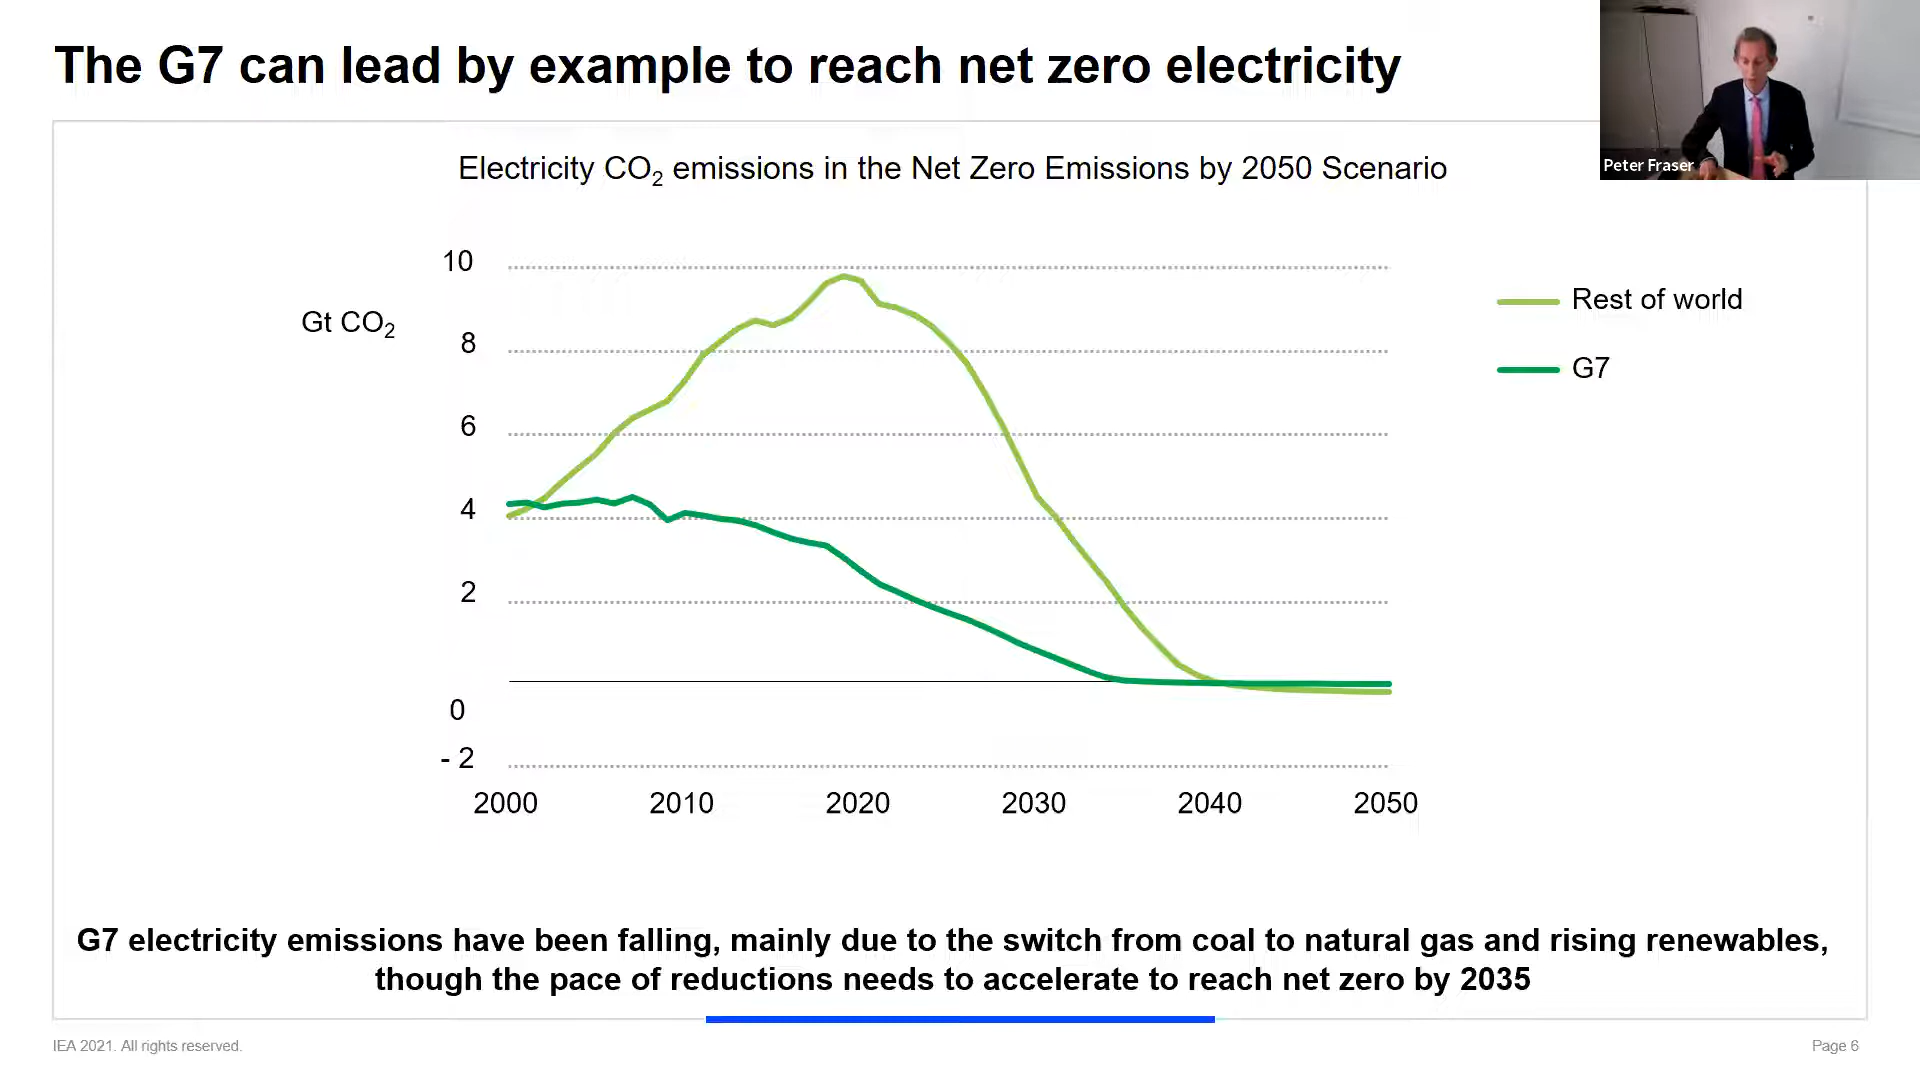 The G7 can lead by example to reach net zero electricity
Peter Fraser
Electricity CO₂ emissions in the Net Zero Emissions by 2050 Scenario
Gt CO₂
10
8
6
4
2
0
- 2
2000 2010 2020 2030 2040 2050
Rest of world
G7
G7 electricity emissions have been falling, mainly due to the switch from coal to natural gas and rising renewables,
though the pace of reductions needs to accelerate to reach net zero by 2035
IEA 2021. All rights reserved.
Page 6